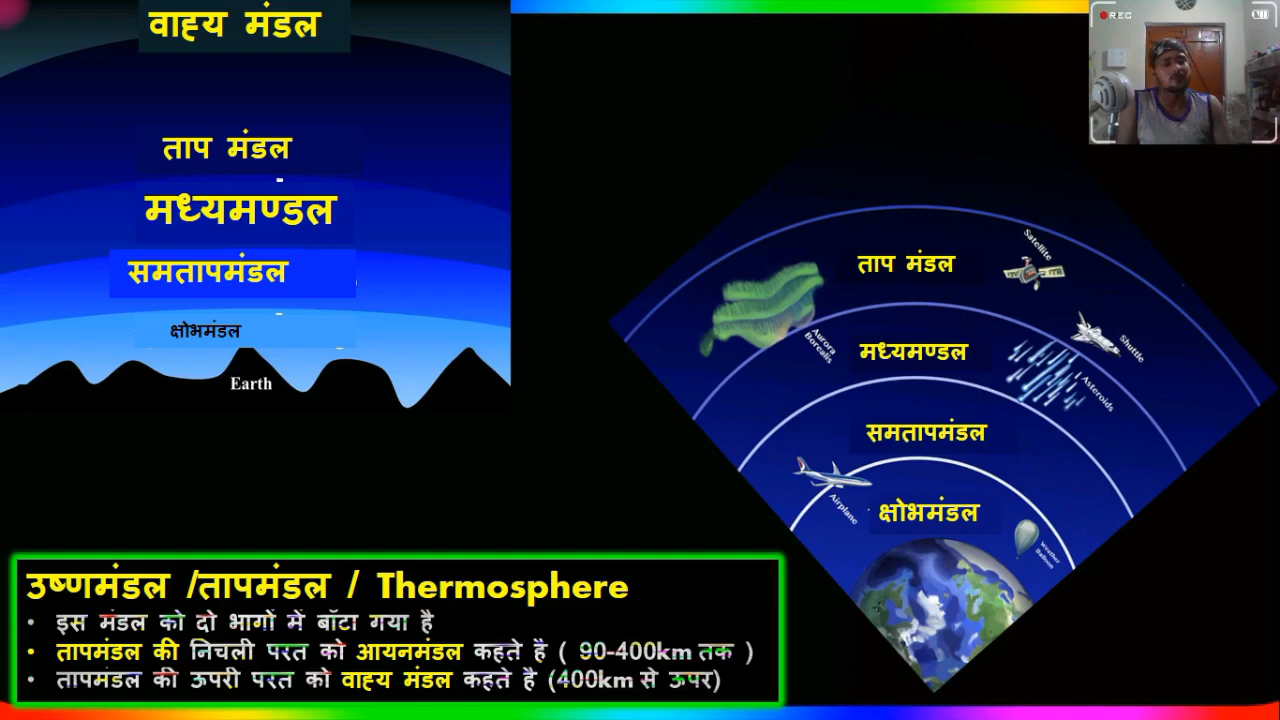 वाह्य मंडल
ताप मंडल
मध्यमण्डल
समतापमंडल
क्षोभमंडल
Earth
REC
ताप मंडल
Satellite
Aurora
Borealis
मध्यमण्डल
Shuttle
Asteroids
समतापमंडल
Airplane
क्षोभमंडल
Weather
Balloon
उष्णमंडल /तापमंडल / Thermosphere
• इस मंडल को दो भागों में बाँटा गया है
• तापमंडल की निचली परत को आयनमंडल कहते है ( 90-400km तक )
• तापमंडल की ऊपरी परत को वाह्य मंडल कहते है (400km से ऊपर)